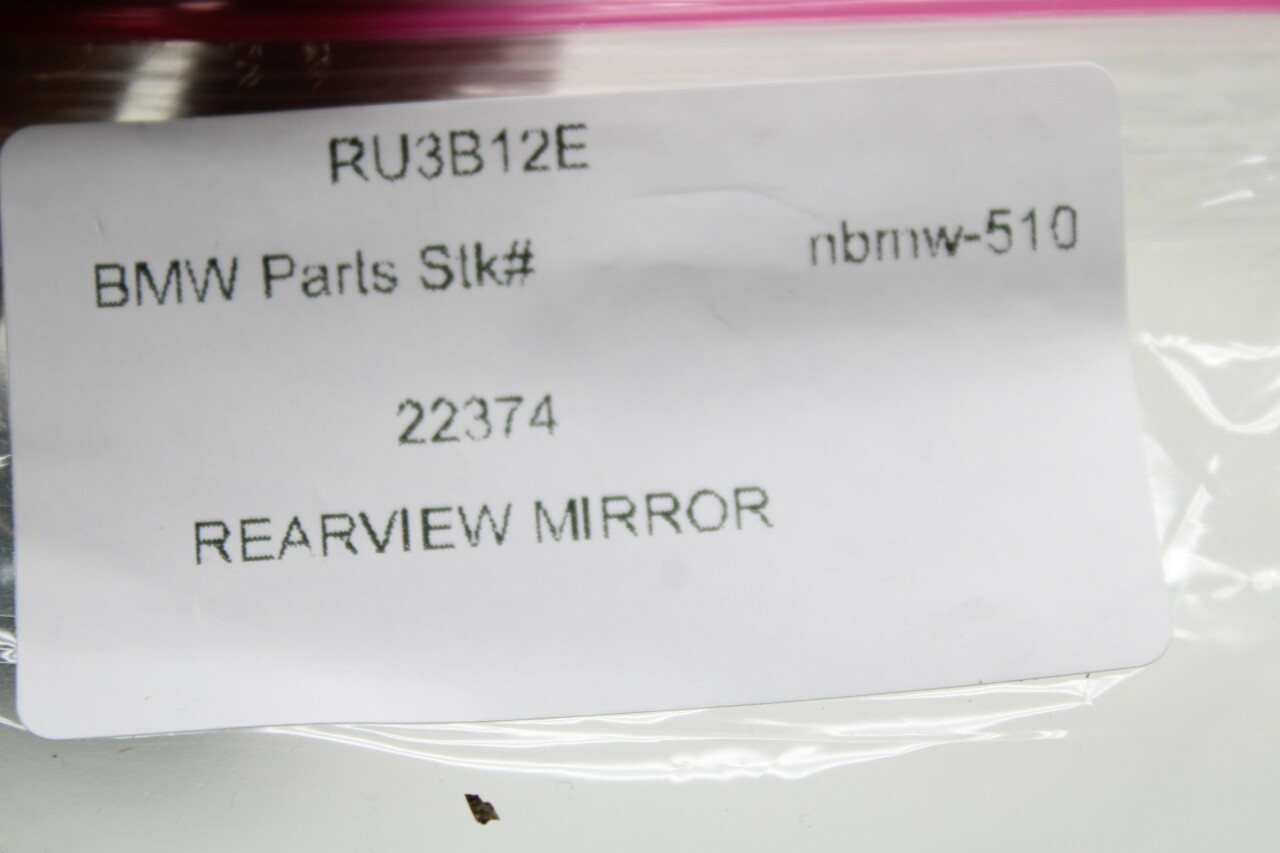 RU3B12E
BMW Parts Stk# nbmw-510
22374
REARVIEW MIRROR